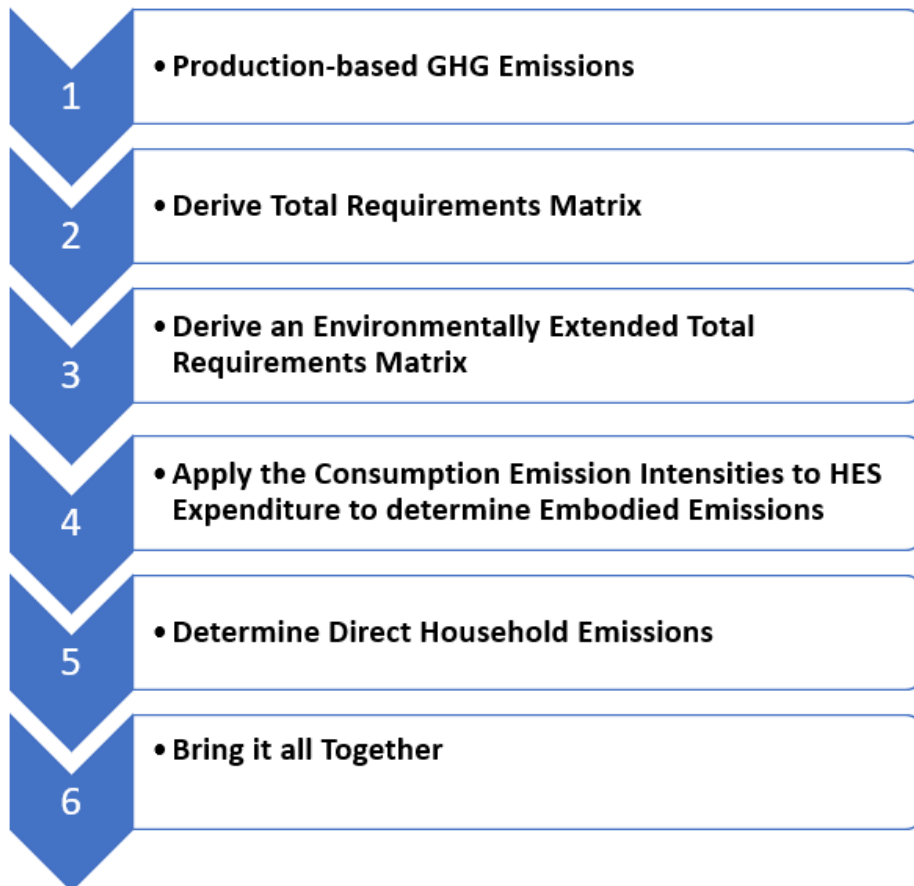 1
• Production-based GHG Emissions
2
• Derive Total Requirements Matrix
3
• Derive an Environmentally Extended Total
Requirements Matrix
4
• Apply the Consumption Emission Intensities to HES
Expenditure to determine Embodied Emissions
5
• Determine Direct Household Emissions
6
• Bring it all Together